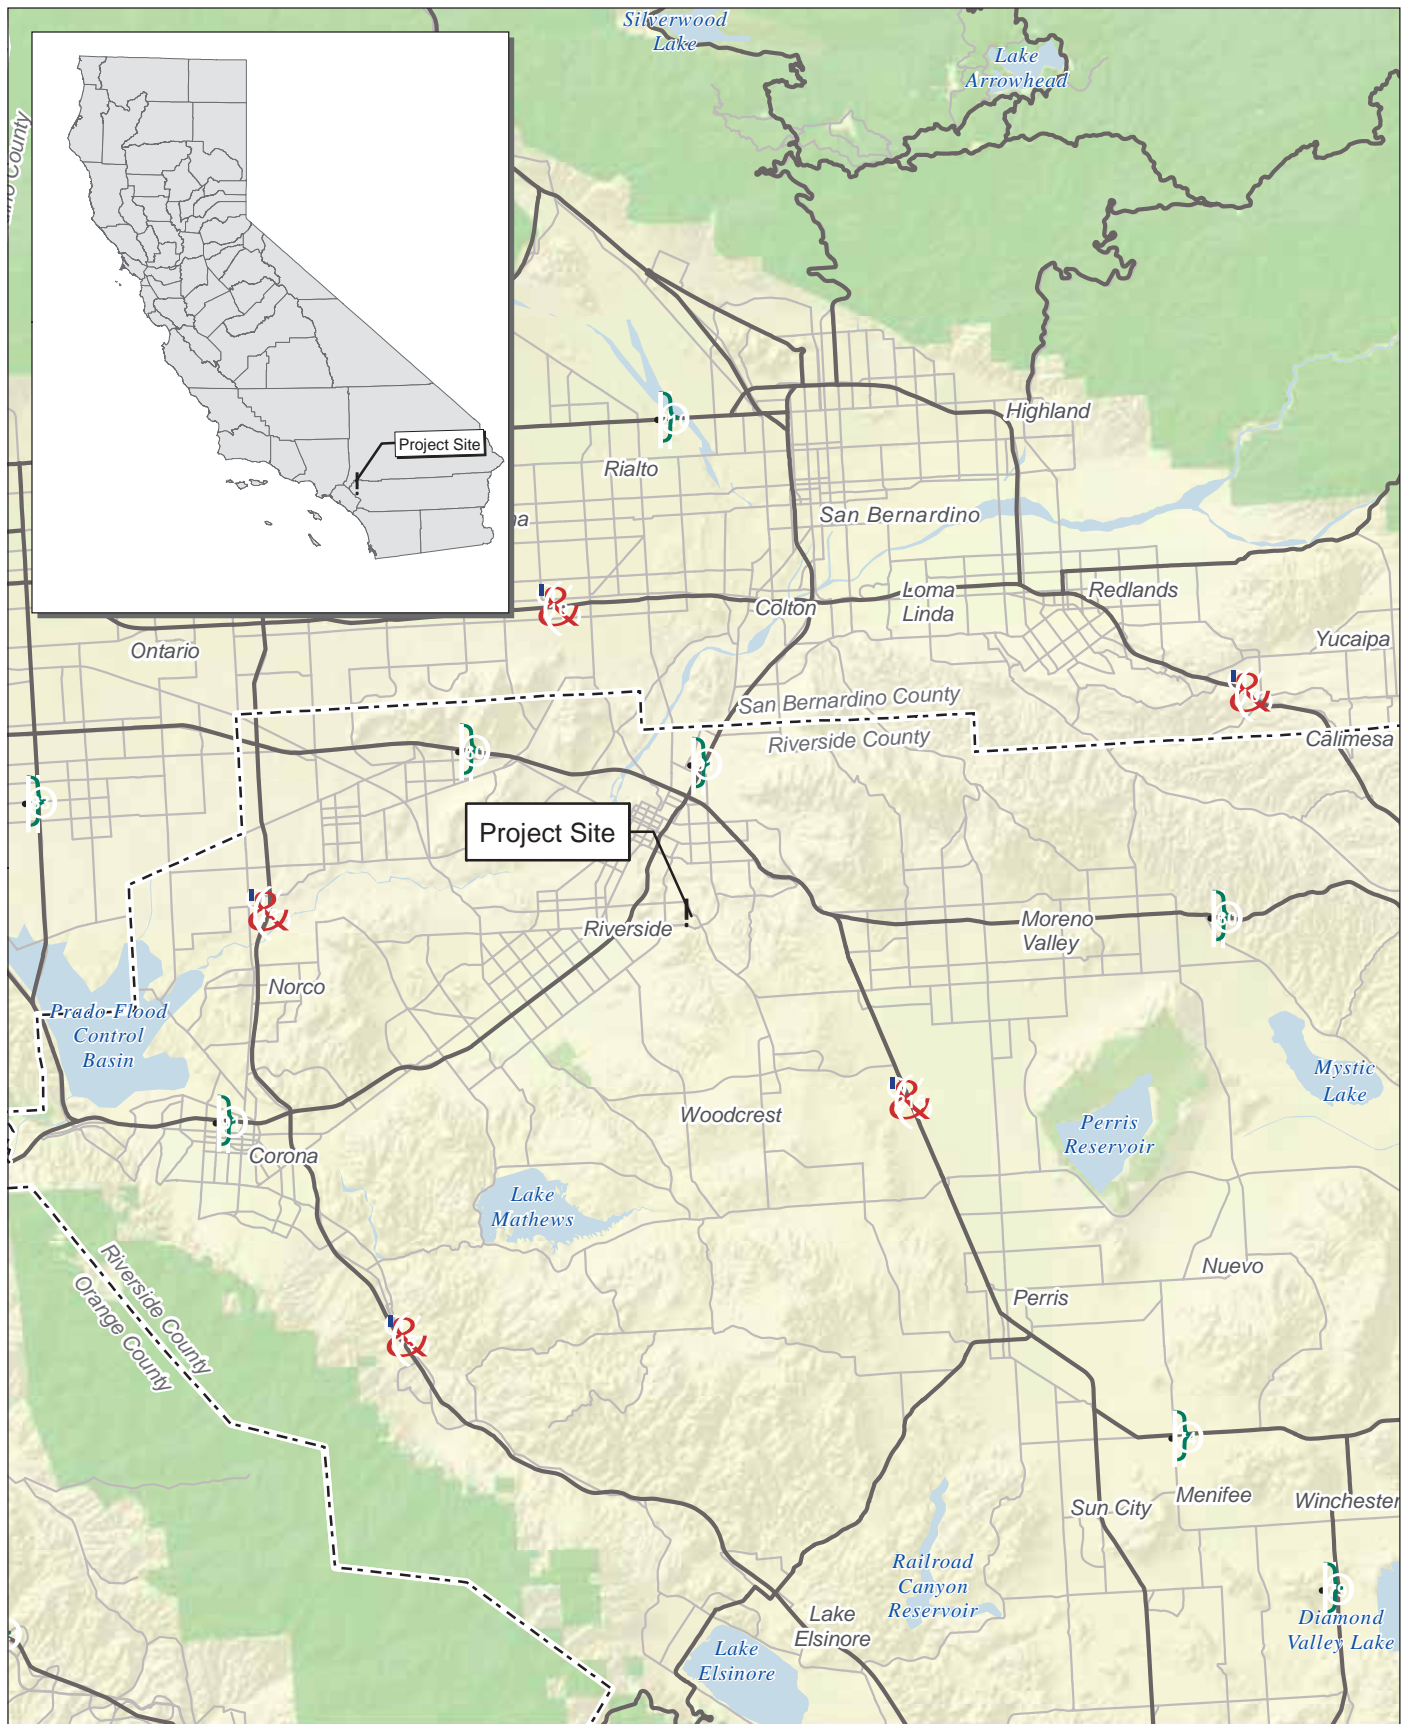 Silverwood
Lake
Lake
Arrowhead
Project Site
Highland
Rialto
San Bernardino
Loma
Linda
Redlands
Colton
Yucaipa
Ontario
San Bernardino County
Riverside County
Calimesa
Project Site
Riverside
Moreno
Valley
Norco
Prado Flood
Control
Basin
Mystic
Lake
Woodcrest
Perris
Reservoir
Corona
Lake
Mathews
Riverside County
Orange County
Nuevo
Perris
Sun City
Menifee
Winchester
Railroad
Canyon
Reservoir
Lake
Elsinore
Diamond
Valley Lake
Lake
Elsinore